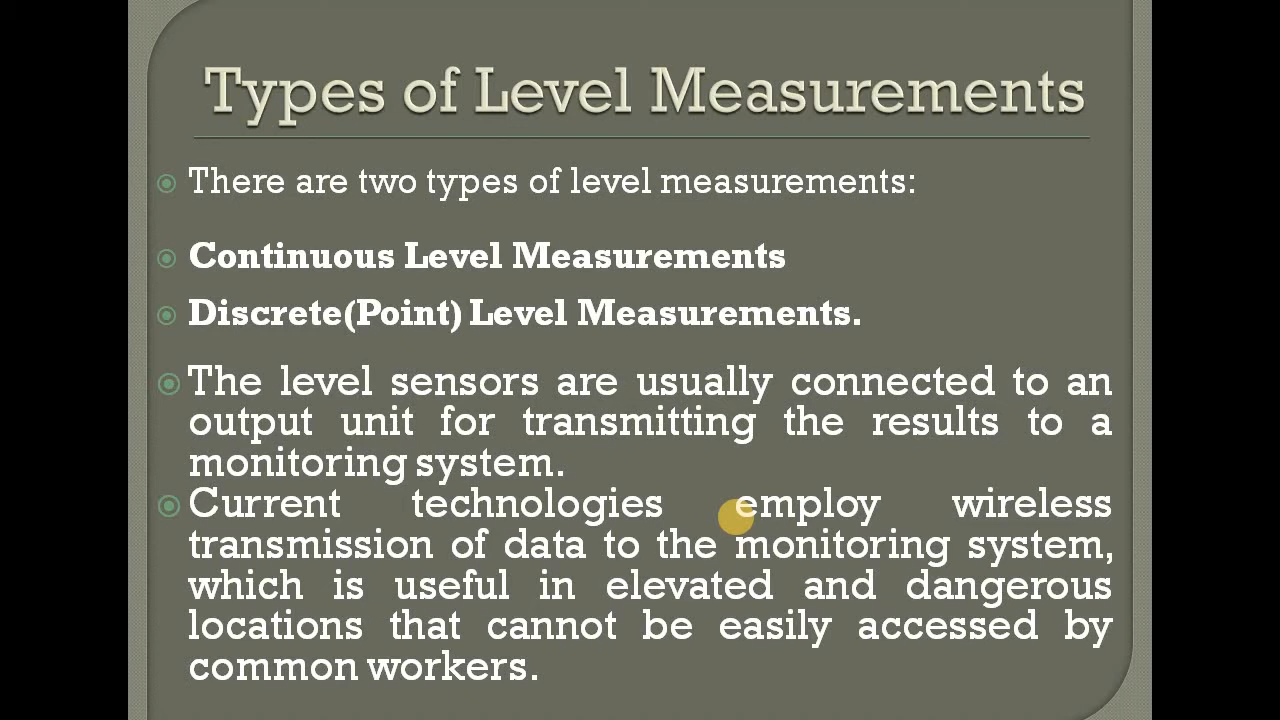 Types of Level Measurements
There are two types of level measurements:
Continuous Level Measurements
Discrete(Point) Level Measurements.
The level sensors are usually connected to an
output unit for transmitting the results to a
monitoring system.
Current technologies employ wireless
transmission of data to the monitoring system,
which is useful in elevated and dangerous
locations that cannot be easily accessed by
common workers.